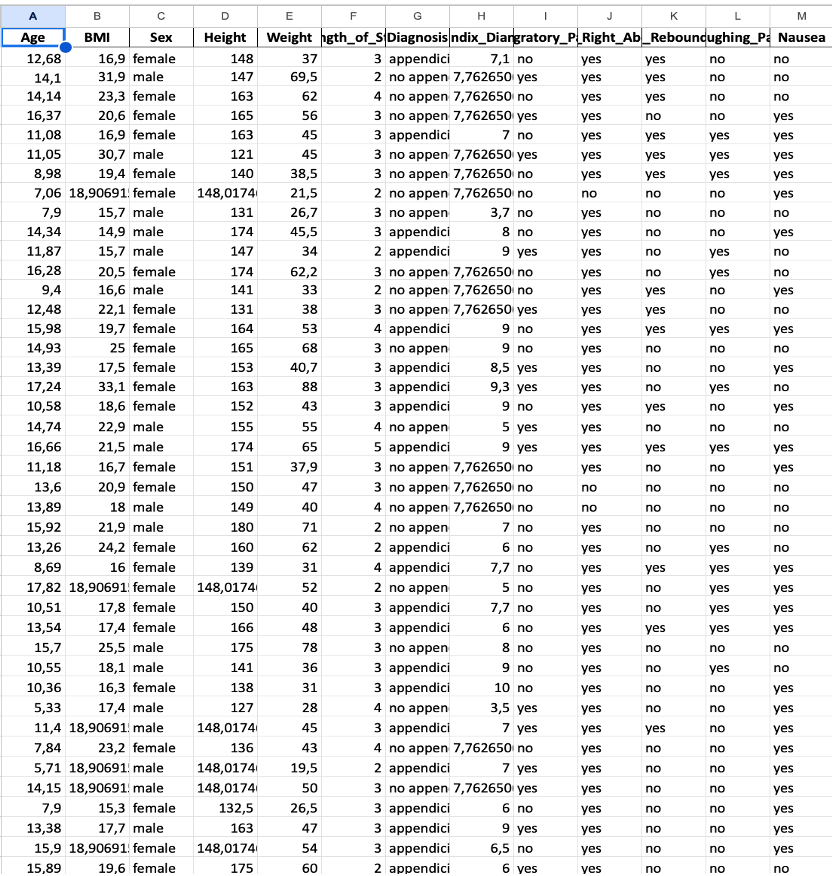 A B C D E F G H I J K L M
Age BMI Sex Height Weight ngth_of_S Diagnosis ndix_Dian gratory_P _Right_Ab _Rebound ughing_Pa Nausea
12,68 16,9 female 148 37 3 appendici 7,1 no yes yes no no
14,1 31,9 male 147 69,5 2 no appen 7,762650 yes yes yes no no
14,14 23,3 female 163 62 4 no appen 7,762650 no yes yes no no
16,37 20,6 female 165 56 3 no appen 7,762650 yes yes no no yes
11,08 16,9 female 163 45 3 appendici 7 no yes yes yes yes
11,05 30,7 male 121 45 3 no appen 7,762650 yes yes yes yes yes
8,98 19,4 female 140 38,5 3 no appen 7,762650 no yes yes yes yes
7,06 18,90691 female 148,0174 21,5 2 no appen 7,762650 no no no no yes
7,9 15,7 male 131 26,7 3 no appen 3,7 no yes no no no
14,34 14,9 male 174 45,5 3 appendici 8 no yes no no yes
11,87 15,7 male 147 34 2 appendici 9 yes yes no yes no
16,28 20,5 female 174 62,2 3 no appen 7,762650 no yes no yes no
9,4 16,6 male 141 33 2 no appen 7,762650 no yes yes no yes
12,48 22,1 female 131 38 3 no appen 7,762650 yes yes yes no no
15,98 19,7 female 164 53 4 appendici 9 no yes yes yes yes
14,93 25 female 165 68 3 no appen 9 no yes no no no
13,39 17,5 female 153 40,7 3 appendici 8,5 yes yes no no yes
17,24 33,1 female 163 88 3 appendici 9,3 yes yes no yes no
10,58 18,6 female 152 43 3 appendici 9 no yes yes no yes
14,74 22,9 male 155 55 4 no appen 5 yes yes no no no
16,66 21,5 male 174 65 5 appendici 9 yes yes yes yes yes
11,18 16,7 female 151 37,9 3 no appen 7,762650 no yes no no yes
13,6 20,9 female 150 47 3 no appen 7,762650 no no no no no
13,89 18 male 149 40 4 no appen 7,762650 no no no no no
15,92 21,9 male 180 71 2 no appen 7 no yes no no no
13,26 24,2 female 160 62 2 appendici 6 no yes no yes no
8,69 16 female 139 31 4 appendici 7,7 no yes yes yes yes
17,82 18,90691 female 148,0174 52 2 no appen 5 no yes no yes yes
10,51 17,8 female 150 40 3 appendici 7,7 no yes no yes yes
13,54 17,4 female 166 48 3 appendici 6 no yes yes yes yes
15,7 25,5 male 175 78 3 no appen 8 no yes no no no
10,55 18,1 male 141 36 3 appendici 9 no yes no yes no
10,36 16,3 female 138 31 3 appendici 10 no yes no no yes
5,33 17,4 male 127 28 4 no appen 3,5 yes yes no no yes
11,4 18,90691 male 148,0174 45 3 appendici 7 yes yes yes no yes
7,84 23,2 female 136 43 4 no appen 7,762650 no yes no no yes
5,71 18,90691 male 148,0174 19,5 2 appendici 7 yes yes no no yes
14,15 18,90691 male 148,0174 50 3 no appen 7,762650 yes yes no no yes
7,9 15,3 female 132,5 26,5 3 appendici 6 no yes no no yes
13,38 17,7 male 163 47 3 appendici 9 yes yes no no yes
15,9 18,90691 female 148,0174 54 3 appendici 6,5 no yes no no yes
15,89 19,6 female 175 60 2 appendici 6 yes yes no no no